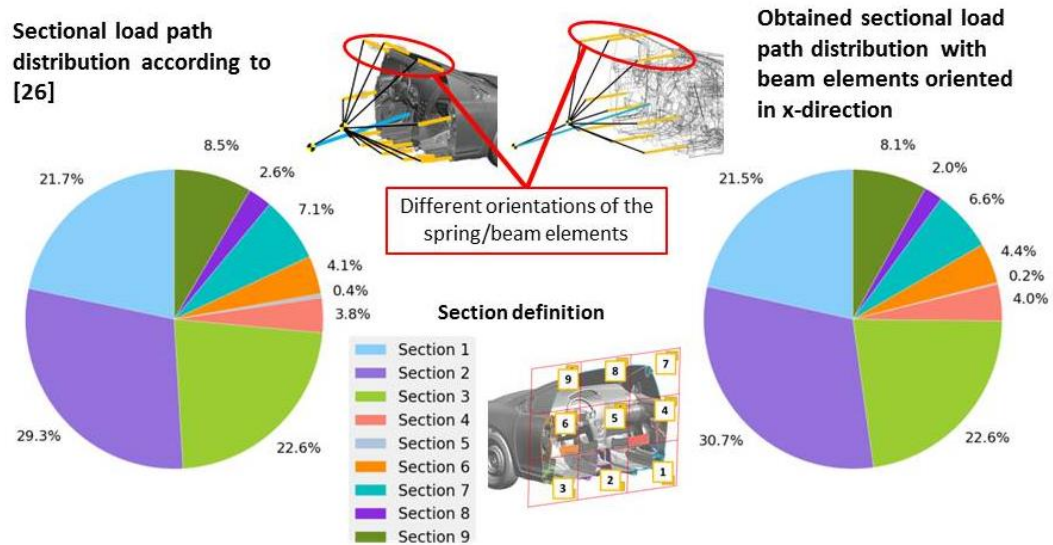 Sectional load path
distribution according to
[26]
Obtained sectional load
path distribution with
beam elements oriented
in x-direction
Different orientations of the
spring/beam elements
8.5%
2.6%
7.1%
4.1%
0.4%
3.8%
22.6%
29.3%
21.7%
Section definition
Section 1
Section 2
Section 3
Section 4
Section 5
Section 6
Section 7
Section 8
Section 9
9
8
7
6
5
4
3
2
1
8.1%
2.0%
6.6%
4.4%
0.2%
4.0%
22.6%
30.7%
21.5%